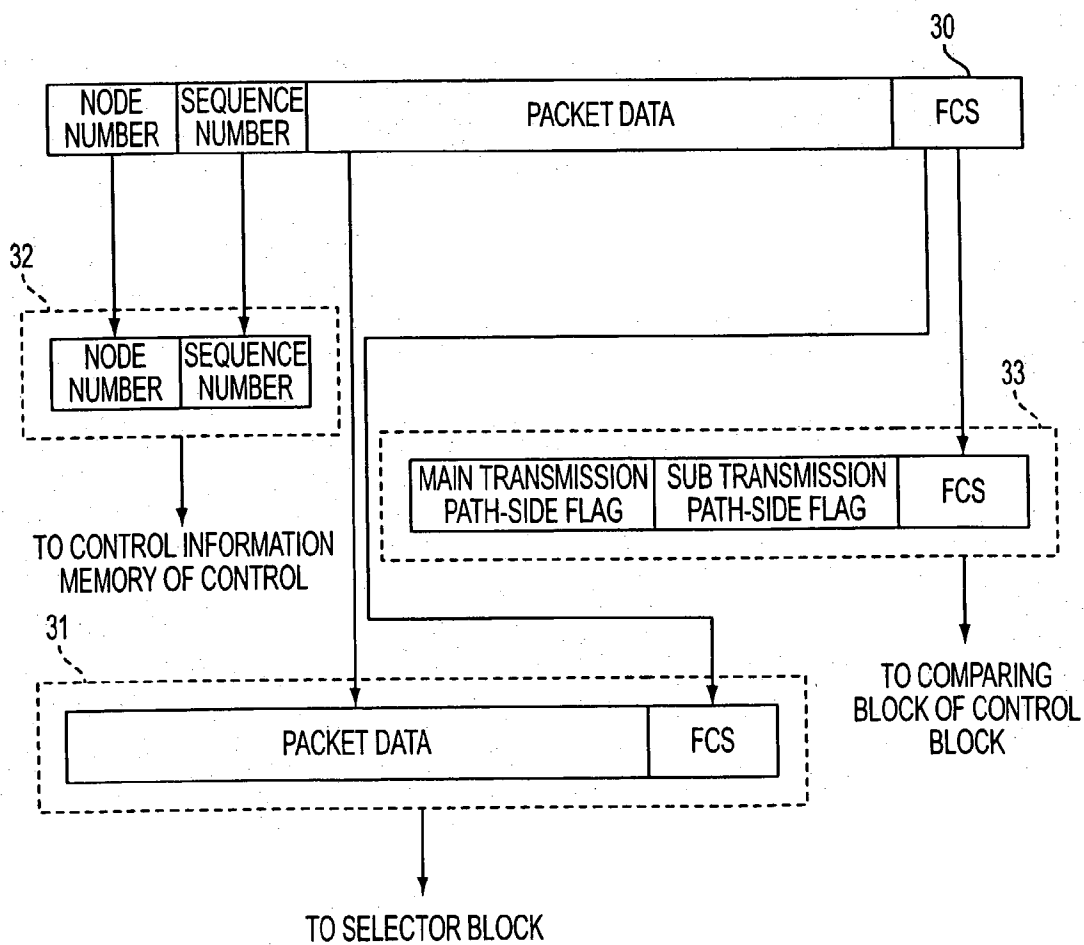 30
NODE
NUMBER
SEQUENCE
NUMBER
PACKET DATA
FCS
32
NODE
NUMBER
SEQUENCE
NUMBER
TO CONTROL INFORMATION
MEMORY OF CONTROL
33
MAIN TRANSMISSION
PATH-SIDE FLAG
SUB TRANSMISSION
PATH-SIDE FLAG
FCS
TO COMPARING
BLOCK OF CONTROL
BLOCK
31
PACKET DATA
FCS
TO SELECTOR BLOCK